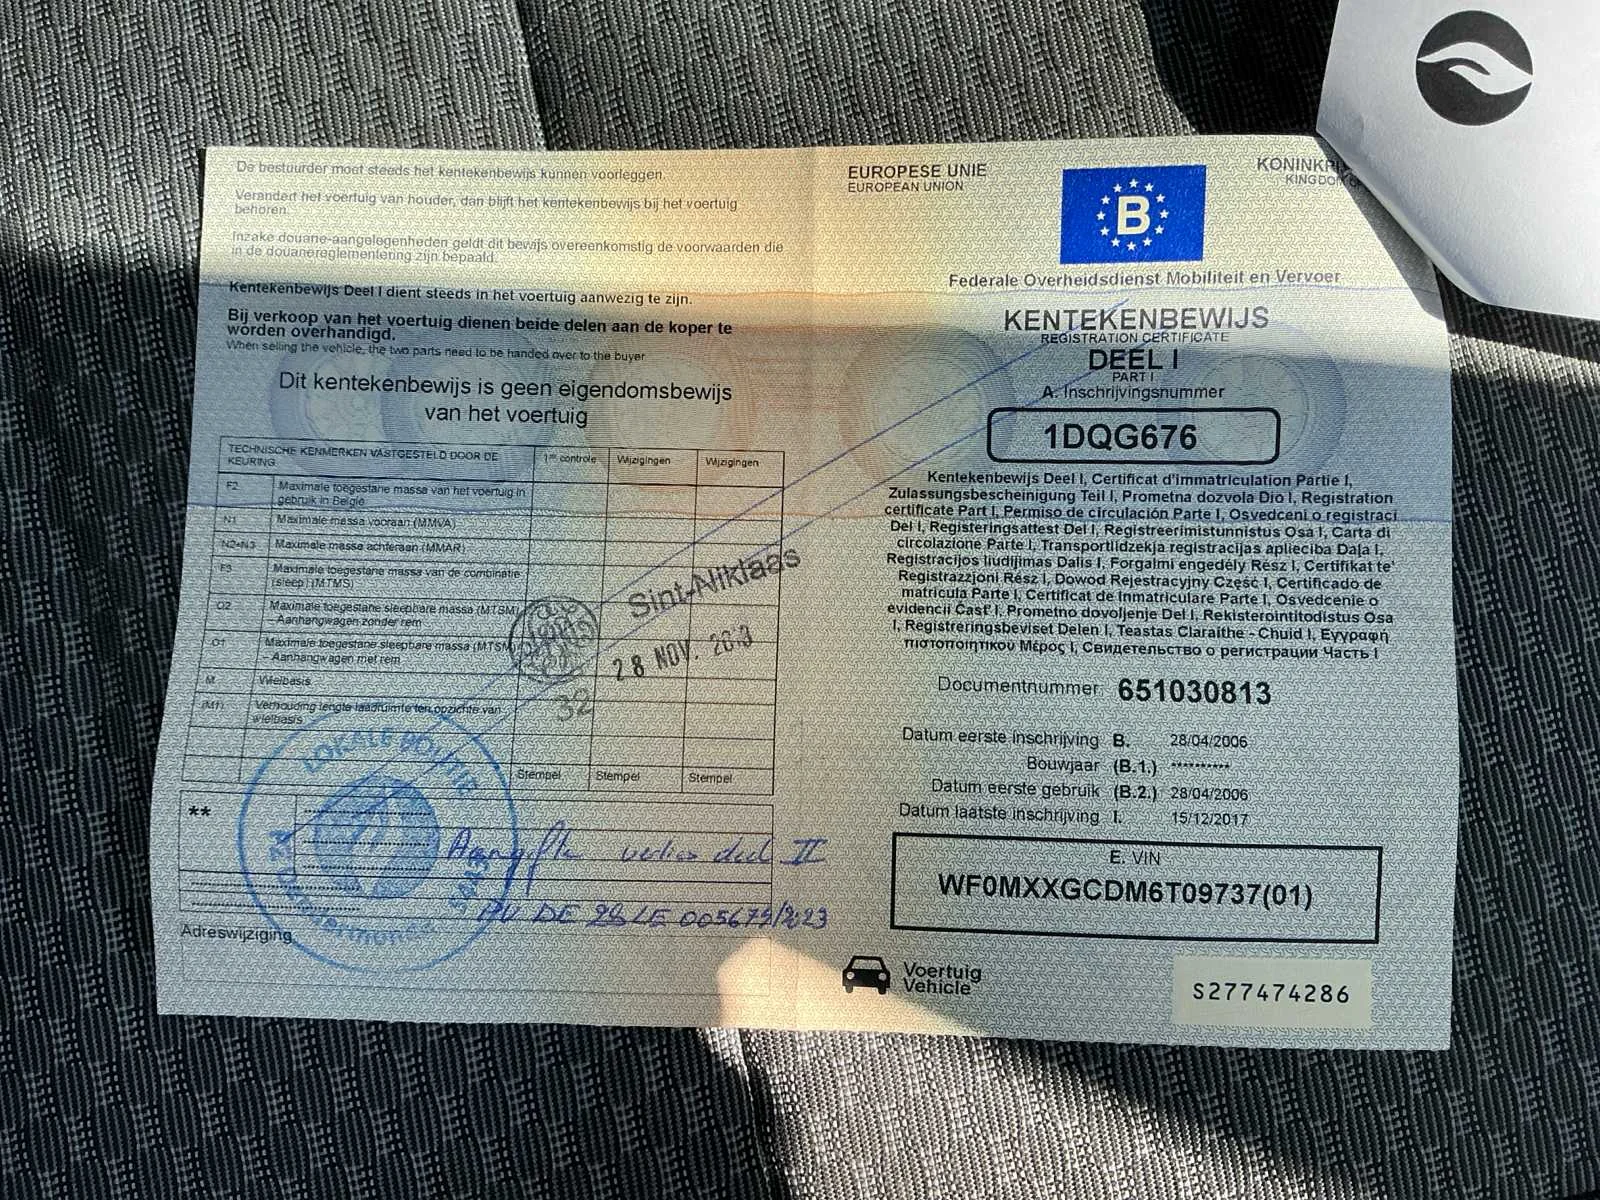 De bestuurder moet steeds het kentekenbewijs kunnen voorleggen.
Verandert het voertuig van houder, dan blijft het kentekenbewijs bij het voertuig
behoren.
Inzake douane-aangelegenheden geldt dit bewijs overeenkomstig de voorwaarden die
in de douanereglementering zijn bepaald.
Kentekenbewijs Deel I dient steeds in het voertuig aanwezig te zijn.
Bij verkoop van het voertuig dienen beide delen aan de koper te
worden overhandigd.
When selling the vehicle, the two parts need to be handed over to the buyer
Dit kentekenbewijs is geen eigendomsbewijs
van het voertuig
TECHNISCHE KENMERKEN VASTGESTELD DOOR DE
KEURING
1ste controle
Wijzigingen
Wijzigingen
F2 Maximale toegestane massa van het voertuig in
gebruik in België
N1 Maximale massa vooraan (MMVA)
N2+N3 Maximale massa achteraan (MMAR)
F3 Maximale toegestane massa van de combinatie
(sleep) (MTMS)
O2 Maximale toegestane sleepbare massa (MTSM)
– Aanhangwagen zonder rem
O1 Maximale toegestane sleepbare massa (MTSM)
– Aanhangwagen met rem
M Wielbasis
(M1) Verhouding lengte laadruimte ten opzichte van
wielbasis
Stempel
Stempel
Stempel
Sint-Niklaas
28 NOV.
32
LOKALE POLITIE
**
Aangifte verlies deel II
PV DE 28 LE 005675/2023
Adreswijziging
EUROPESE UNIE
EUROPEAN UNION
B
KONINKRI
KINGDOM
Federale Overheidsdienst Mobiliteit en Vervoer
KENTEKENBEWIJS
REGISTRATION CERTIFICATE
DEEL I
PART I
A. Inschrijvingsnummer
1DQG676
Kentekenbewijs Deel I, Certificat d'immatriculation Partie I,
Zulassungsbescheinigung Teil I, Prometna dozvola Dio I, Registration
certificate Part I, Permiso de circulación Parte I, Osvedceni o registraci
Del I, Registeringsattest Del I, Registreerimistunnistus Osa I, Carta di
circolazione Parte I, Transportlidzekja registracijas aplieciba Daļa I,
Registracijos liudijimas Dalis I, Forgalmi engedély Rész I, Certifikat te'
Registrazzjoni Rész I, Dowod Rejestracyjny Część I, Certificado de
matricula Parte I, Certificat de Inmatriculare Parte I, Osvedcenie o
evidencii Čast' I, Prometno dovoljenje Del I, Rekisterointitodistus Osa
I, Registreringsbeviset Delen I, Teastas Claraithe - Chuid I, Εγγραφή
πιστοποιητικού Μέρος I, Свидетельство о регистрации Часть I
Documentnummer 651030813
Datum eerste inschrijving B. 28/04/2006
Bouwjaar (B.1.) **********
Datum eerste gebruik (B.2.) 28/04/2006
Datum laatste inschrijving I. 15/12/2017
E. VIN
WF0MXXGCDM6T09737(01)
Voertuig
Vehicle
S277474286